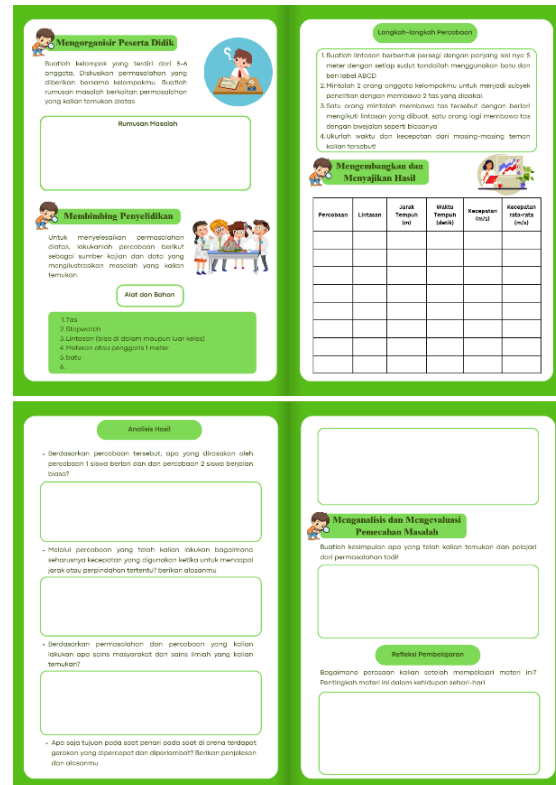 Mengorganisir Peserta Didik
Buatlah kelompok yang terdiri dari 5-6
anggota. Diskusikan permasalahan yang
diberikan bersama kelompokmu. Buatlah
rumusan masalah berkaitan permasalahan
yang kalian temukan diatas
Rumusan Masalah
Membimbing Penyelidikan
Untuk menyelesaikan permasalahan
diatas, lakukanlah percobaan berikut
sebagai sumber kajian dan data yang
mengilustrasikan masalah yang kalian
temukan
Alat dan Bahan
1. Tas
2. Stopwatch
3. Lintasan (bisa di dalam maupun luar kelas)
4. Meteran atau penggaris 1 meter
5. batu
6.
Langkah-langkah Percobaan
1. Buatlah lintasan berbentuk persegi dengan panjang sisi nya 5
meter dengan setiap sudut tandailah menggunakan batu dan
beri label ABCD
2. Mintalah 2 orang anggota kelompokmu untuk menjadi subyek
penelitian dengan membawa 2 tas yang dipakai.
3. Satu orang mintalah membawa tas tersebut dengan berlari
mengikuti lintasan yang dibuat, satu orang lagi membawa tas
dengan bwejalan seperti biasanya
4. Ukurlah waktu dan kecepatan dari masing-masing teman
kalian tersebut!
Mengembangkan dan
Menyajikan Hasil
Percobaan Lintasan Jarak Tempuh (m) Waktu Tempuh (detik) Kecepatan (m/s) Kecepatan rata-rata (m/s)
Analisis Hasil
• Berdasarkan percobaan tersebut, apa yang dirasakan oleh
percobaan 1 siswa berlari dan dan percobaan 2 siswa berjalan
biasa?
• Melalui percobaan yang telah kalian lakukan bagaimana
seharusnya kecepatan yang digunakan ketika untuk mencapai
jarak atau perpindahan tertentu? berikan alasanmu
• Berdasarkan permasalahan dan percobaan yang kalian
lakukan apa sains masyarakat dan sains ilmiah yang kalian
temukan?
• Apa saja tujuan pada saat penari pada saat di arena terdapat
gerakan yang dipercepat dan diperlambat? Berikan penjelasan
dan alasanmu
Menganalisis dan Mengevaluasi
Pemecahan Masalah
Buatlah kesimpulan apa yang telah kalian temukan dan pelajari
dari permasalahan tadi!
Refleksi Pembelajaran
Bagaimana perasaan kalian setelah mempelajari materi ini?
Pentingkah materi ini dalam kehidupan sehari-hari